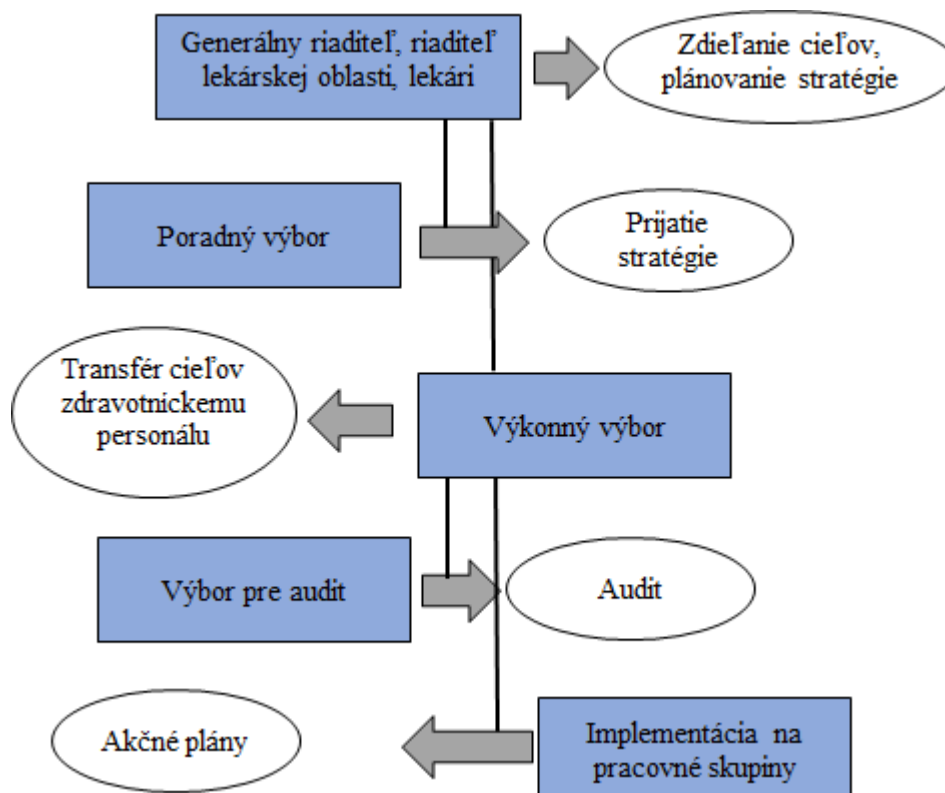 Generálny riaditeľ, riaditeľ
lekárskej oblasti, lekári
Zdieľanie cieľov,
plánovanie stratégie
Poradný výbor
Prijatie
stratégie
Transfér cieľov
zdravotnickemu
personálu
Výkonný výbor
Výbor pre audit
Audit
Akčné plány
Implementácia na
pracovné skupiny